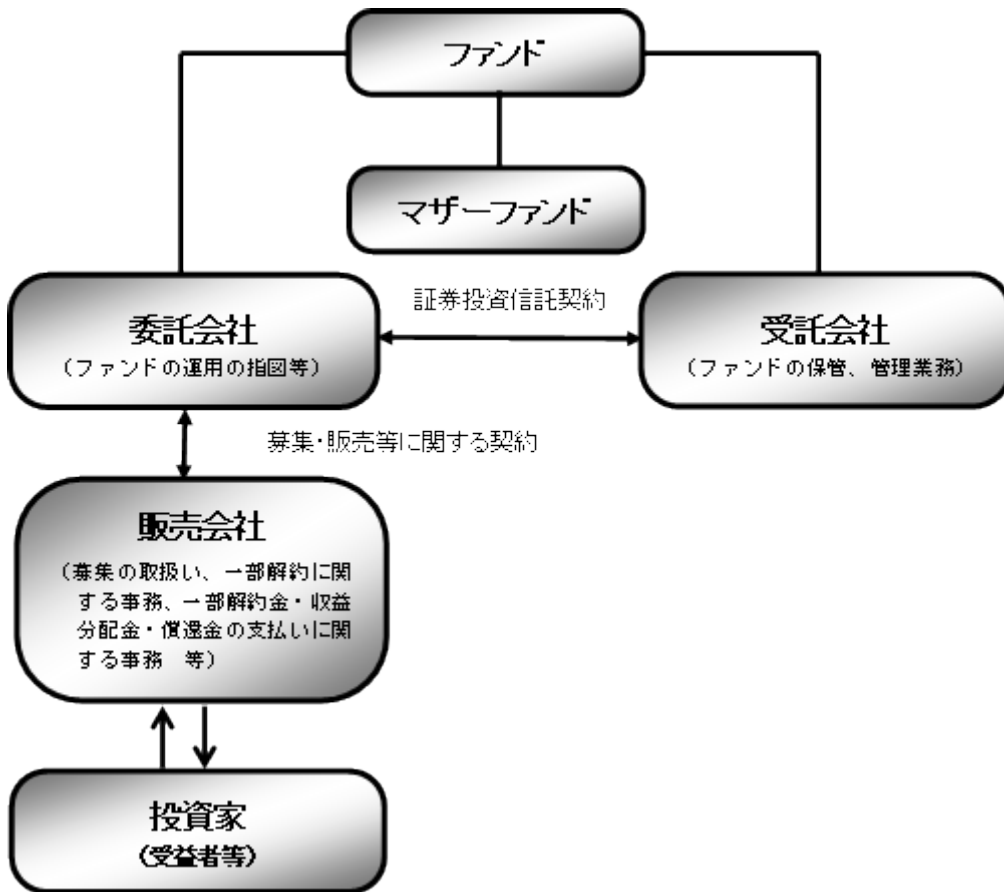 ファンド
マザーファンド
証券投資信託契約
委託会社
（ファンドの運用の指図等）
受託会社
（ファンドの保管、管理業務）
募集・販売等に関する契約
販売会社
（募集の取扱い、一部解約に関
する事務、一部解約金・収益
分配金・償還金の支払いに関
する事務　等）
投資家
（受益者等）